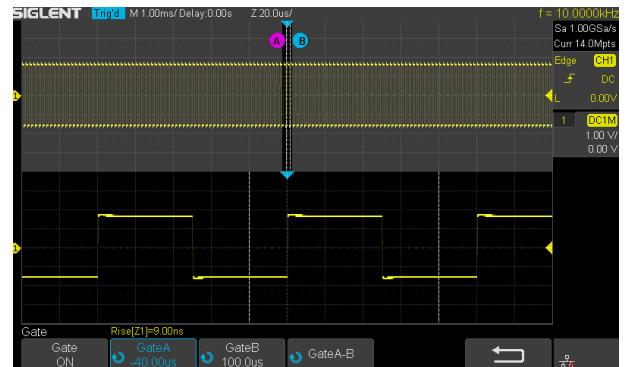 SIGLENT Trig'd M 1.00ms/ Delay:0.00s Z 20.0us/ f = 10.0000kHz
Sa 1.00GSa/s
Curr 14.0Mpts
A B
Edge CH1
DC
L 0.00V
1
1 DC1M
1.00 V/
0.00 V
1
Gate Rise[Z1]=9.00ns
Gate GateA GateB GateA-B
ON -40.00us 100.0us